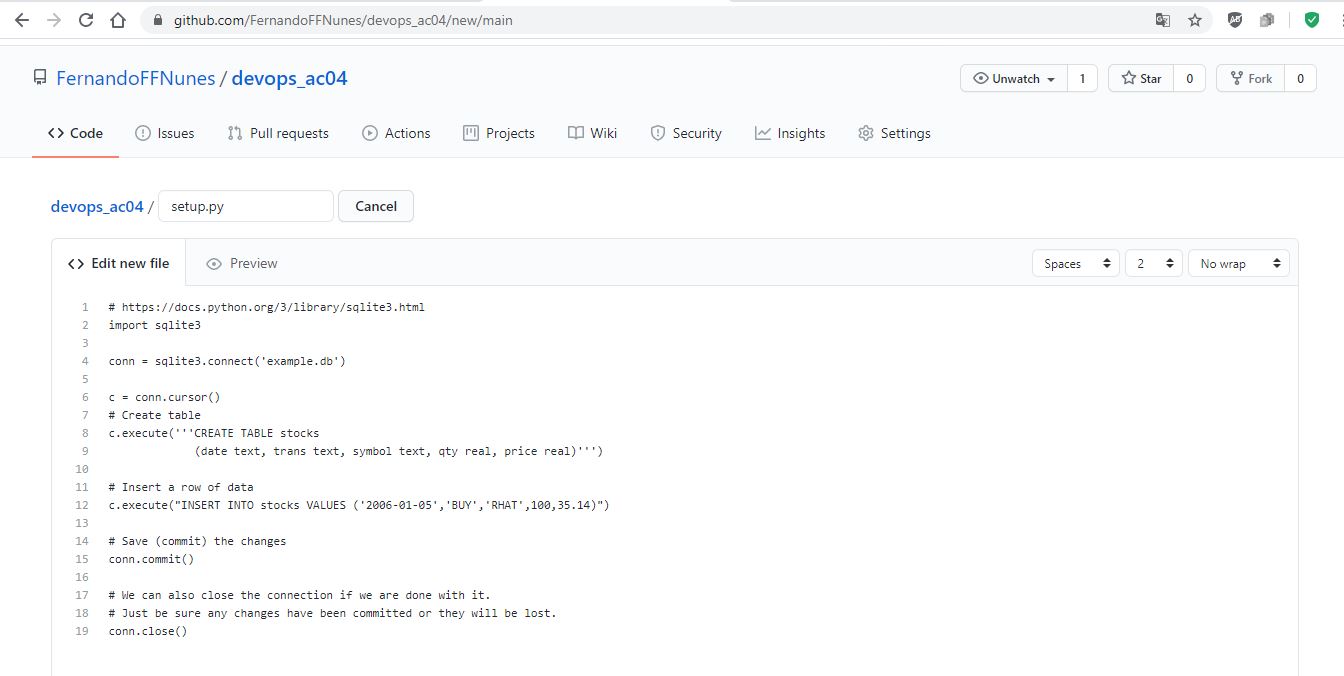 github.com/FernandoFFNunes/devops_ac04/new/main
FernandoFFNunes / devops_ac04
Unwatch 1 Star 0 Fork 0
<> Code Issues Pull requests Actions Projects Wiki Security Insights Settings
devops_ac04 / setup.py Cancel
<> Edit new file Preview Spaces 2 No wrap
1 # https://docs.python.org/3/library/sqlite3.html
2 import sqlite3
3
4 conn = sqlite3.connect('example.db')
5
6 c = conn.cursor()
7 # Create table
8 c.execute('''CREATE TABLE stocks
9 (date text, trans text, symbol text, qty real, price real)''')
10
11 # Insert a row of data
12 c.execute("INSERT INTO stocks VALUES ('2006-01-05','BUY','RHAT',100,35.14)")
13
14 # Save (commit) the changes
15 conn.commit()
16
17 # We can also close the connection if we are done with it.
18 # Just be sure any changes have been committed or they will be lost.
19 conn.close()